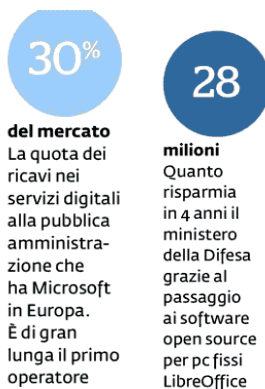 30%
del mercato
La quota dei
ricavi nei
servizi digitali
alla pubblica
amministra-
zione che
ha Microsoft
in Europa.
È di gran
lunga il primo
operatore
28
milioni
Quanto
risparmia
in 4 anni il
ministero
della Difesa
grazie al
passaggio
ai software
open source
per pc fissi
LibreOffice